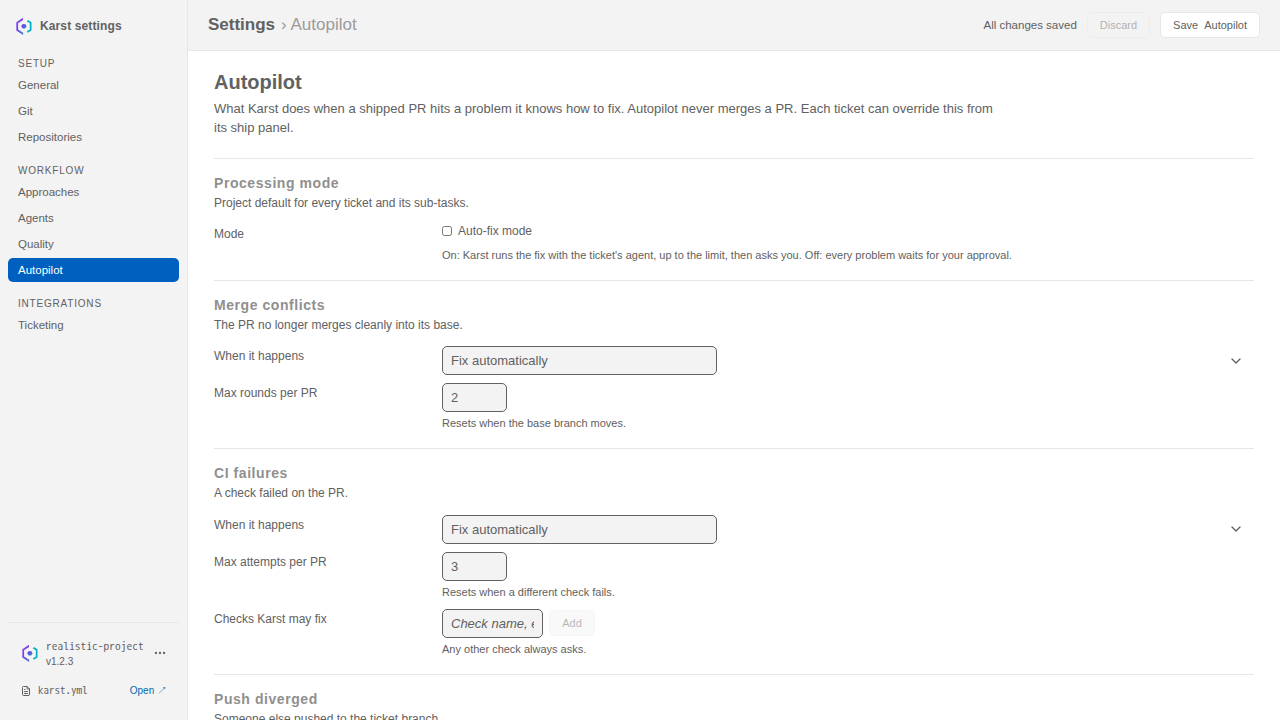 Karst settings
Settings › Autopilot
All changes saved
Discard
Save Autopilot
SETUP
General
Git
Repositories
WORKFLOW
Approaches
Agents
Quality
Autopilot
INTEGRATIONS
Ticketing
realistic-project
v1.2.3
karst.yml
Open ↗
Autopilot
What Karst does when a shipped PR hits a problem it knows how to fix. Autopilot never merges a PR. Each ticket can override this from
its ship panel.
Processing mode
Project default for every ticket and its sub-tasks.
Mode
Auto-fix mode
On: Karst runs the fix with the ticket's agent, up to the limit, then asks you. Off: every problem waits for your approval.
Merge conflicts
The PR no longer merges cleanly into its base.
When it happens
Fix automatically
Max rounds per PR
2
Resets when the base branch moves.
CI failures
A check failed on the PR.
When it happens
Fix automatically
Max attempts per PR
3
Resets when a different check fails.
Checks Karst may fix
Check name, e
Add
Any other check always asks.
Push diverged
Someone else pushed to the ticket branch